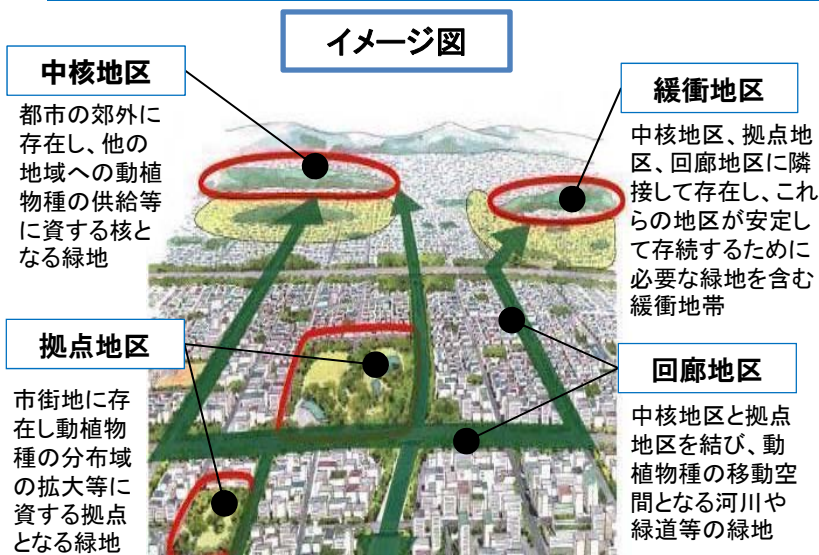 イメージ図
中核地区
都市の郊外に
存在し、他の
地域への動植
物種の供給等
に資する核と
なる緑地
緩衝地区
中核地区、拠点地
区、回廊地区に隣
接して存在し、これ
らの地区が安定し
て存続するために
必要な緑地を含む
緩衝地帯
拠点地区
市街地に存
在し動植物
種の分布域
の拡大等に
資する拠点
となる緑地
回廊地区
中核地区と拠点
地区を結び、動
植物種の移動空
間となる河川や
緑道等の緑地